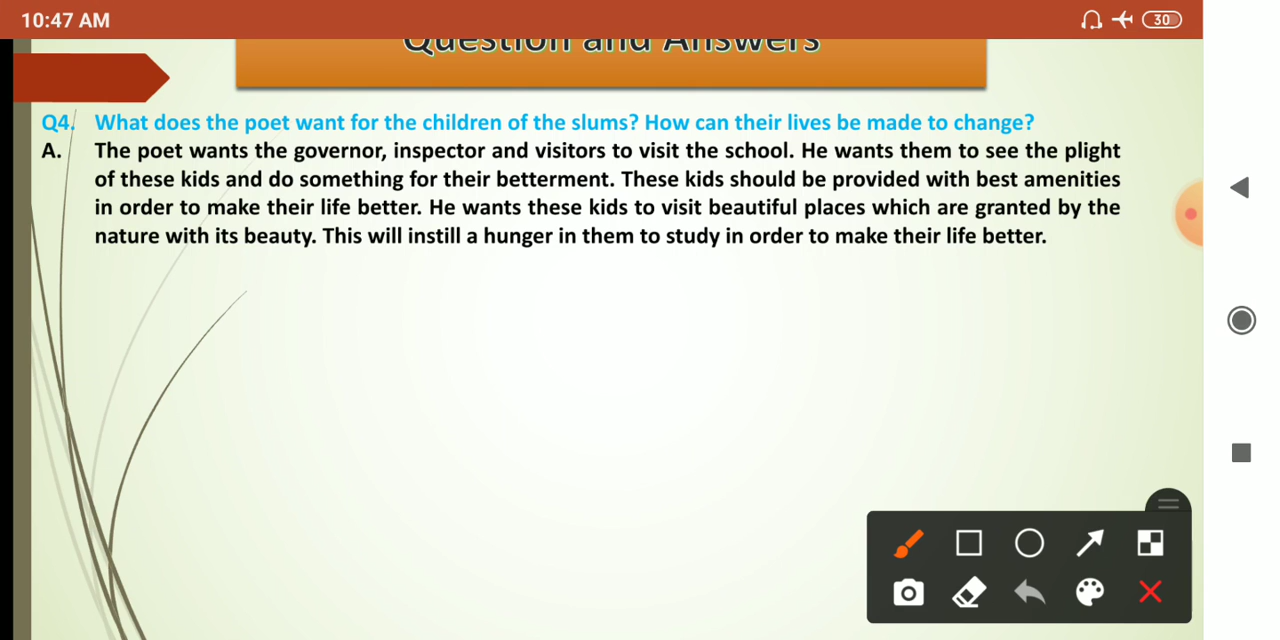 10:47 AM
30
Question and Answers
Q4. What does the poet want for the children of the slums? How can their lives be made to change?
A. The poet wants the governor, inspector and visitors to visit the school. He wants them to see the plight
of these kids and do something for their betterment. These kids should be provided with best amenities
in order to make their life better. He wants these kids to visit beautiful places which are granted by the
nature with its beauty. This will instill a hunger in them to study in order to make their life better.